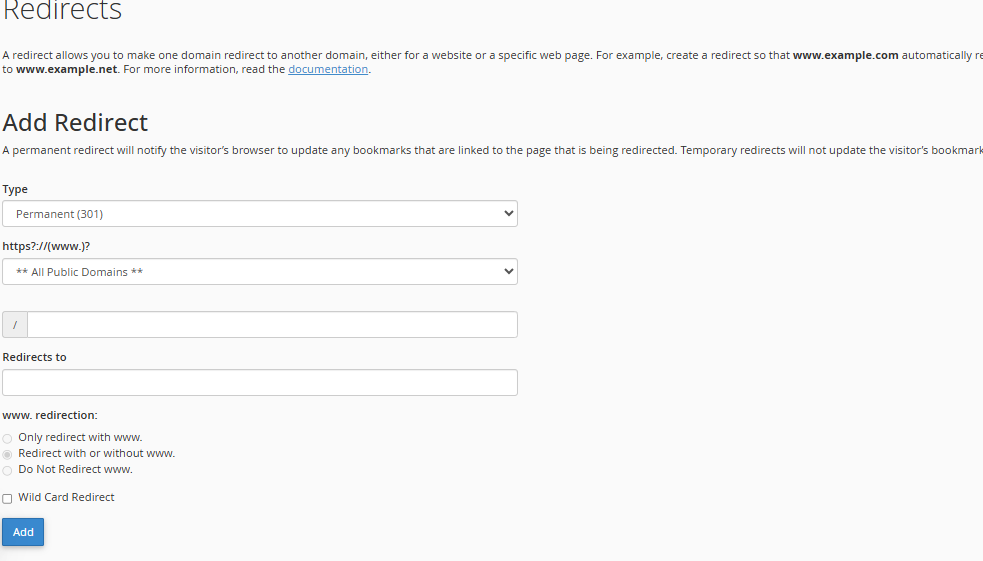 Redirects
A redirect allows you to make one domain redirect to another domain, either for a website or a specific web page. For example, create a redirect so that www.example.com automatically
to www.example.net. For more information, read the documentation.
Add Redirect
A permanent redirect will notify the visitor's browser to update any bookmarks that are linked to the page that is being redirected. Temporary redirects will not update the visitor's bookmark
Type
Permanent (301)
https?://(www.)?
** All Public Domains **
/
Redirects to
www. redirection:
Only redirect with www.
Redirect with or without www.
Do Not Redirect www.
Wild Card Redirect
Add